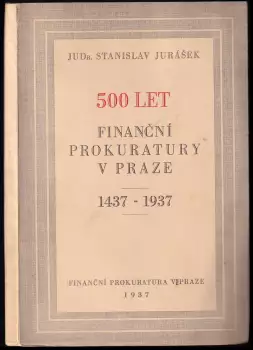 JUDR. STANISLAV JURÁŠEK
500 LET
FINANČNÍ
PROKURATURY
V PRAZE
1437 - 1937
FINANČNÍ PROKURATURA V PRAZE
1937